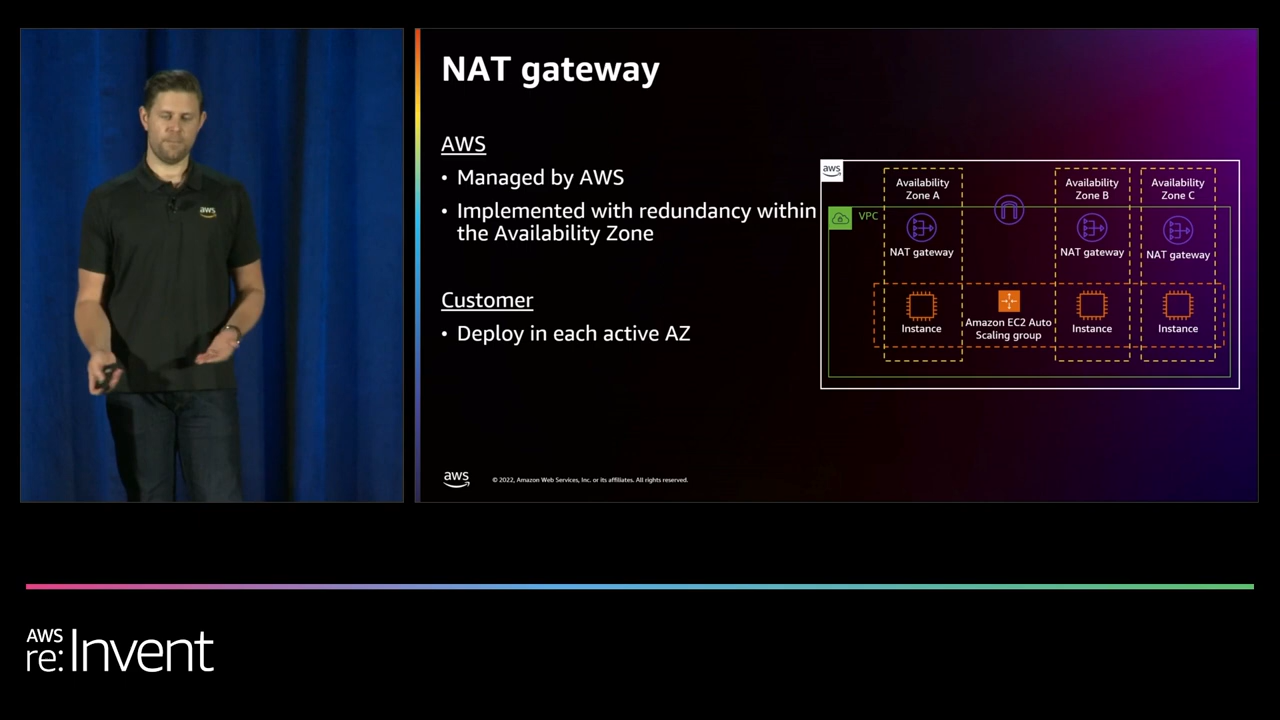 NAT gateway
AWS
• Managed by AWS
• Implemented with redundancy within
the Availability Zone
Customer
• Deploy in each active AZ
aws
Availability
Zone A
Availability
Zone B
Availability
Zone C
VPC
NAT gateway
NAT gateway
NAT gateway
Instance
Amazon EC2 Auto
Scaling group
Instance
Instance
aws
© 2022, Amazon Web Services, Inc. or its affiliates. All rights reserved.
aws
AWS
re:Invent